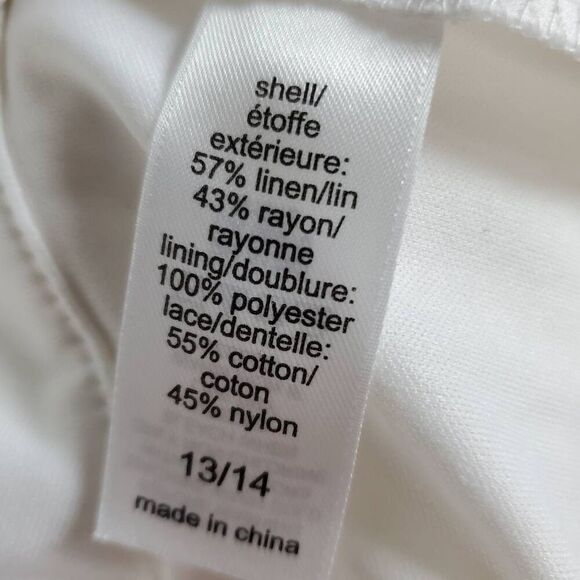 shell/
étoffe
extérieure:
57% linen/lin
43% rayon/
rayonne
lining/doublure:
100% polyester
lace/dentelle:
55% cotton/
coton
45% nylon
13/14
made in china